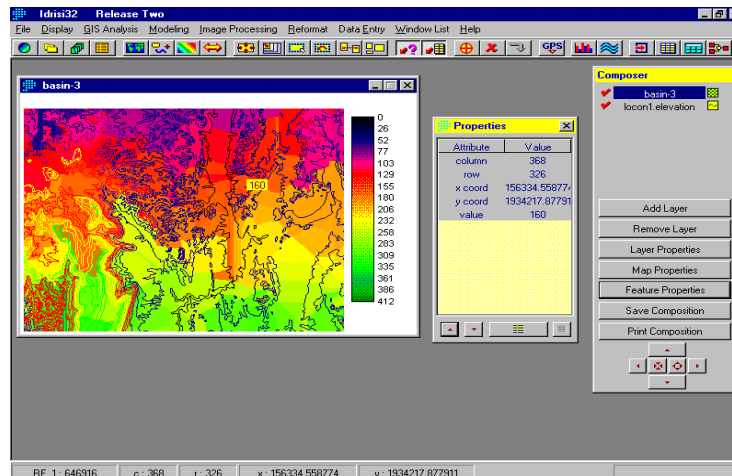 Idrisi32 Release Two
File Display GIS Analysis Modeling Image Processing Reformat Data Entry Window List Help
GPS
basin-3
160
0
26
52
77
103
129
155
180
206
232
258
283
309
335
361
386
412
Properties
Attribute Value
column 368
row 326
x coord 156334.55877
y coord 1934217.87791
value 160
Composer
basin-3
locon1.elevation
Add Layer
Remove Layer
Layer Properties
Map Properties
Feature Properties
Save Composition
Print Composition
RF 1 : 646916 c : 368 r : 326 x : 156334.558774 y : 1934217.877911